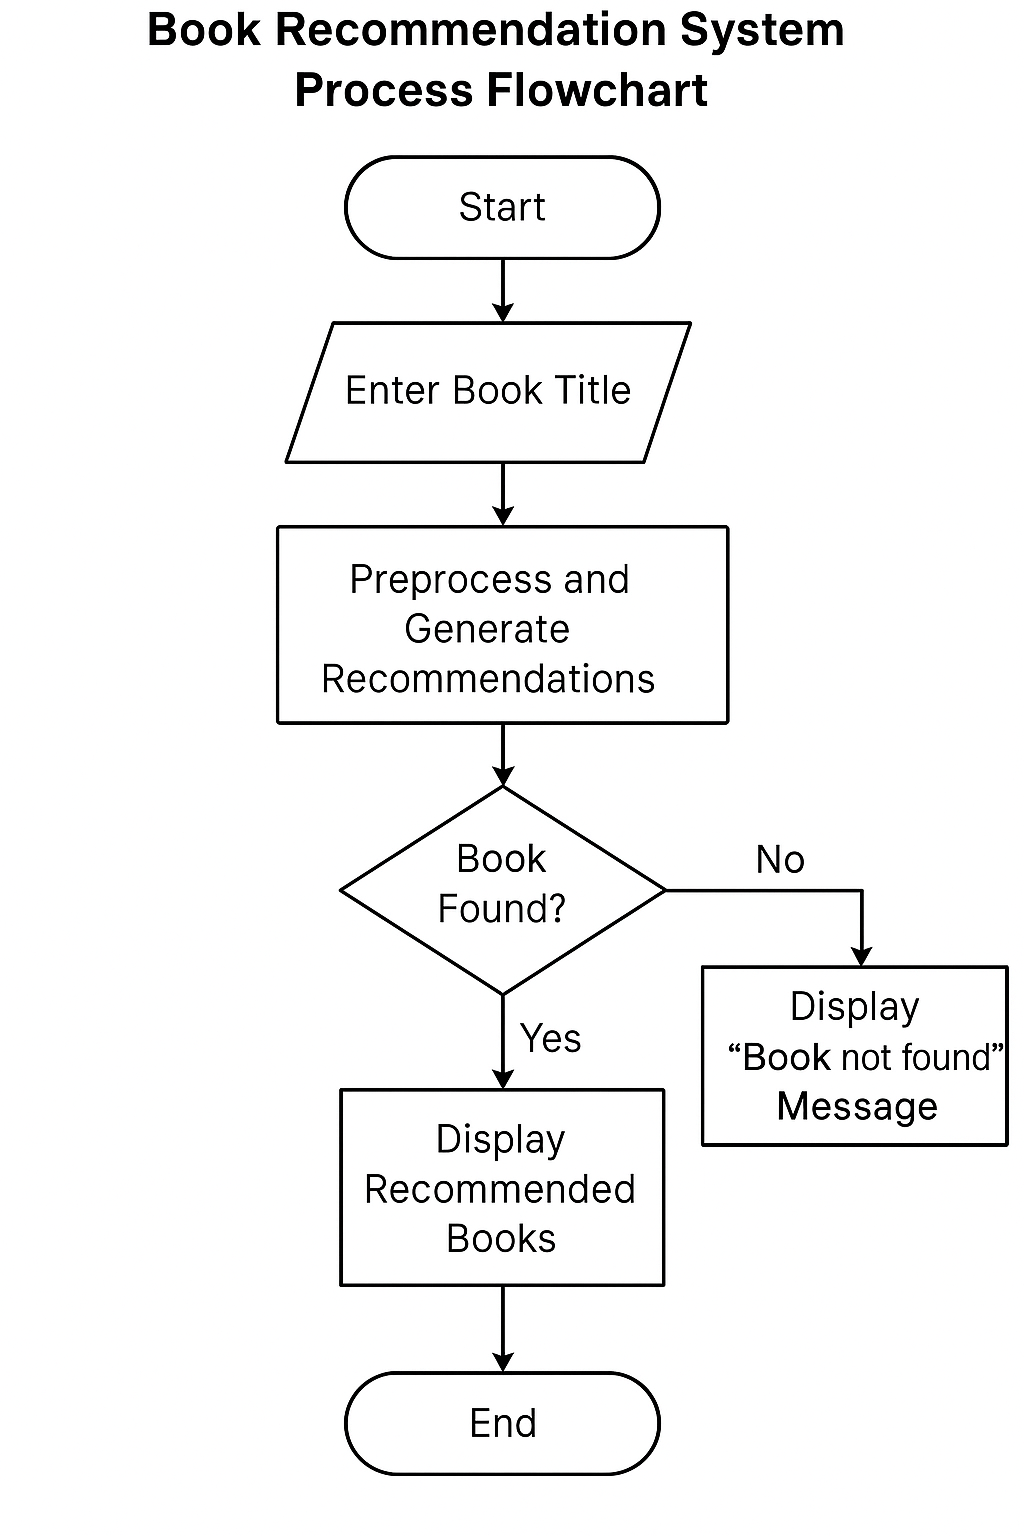 Book Recommendation System
Process Flowchart
Start
Enter Book Title
Preprocess and
Generate
Recommendations
Book
Found?
No
Yes
Display
“Book not found”
Message
Display
Recommended
Books
End